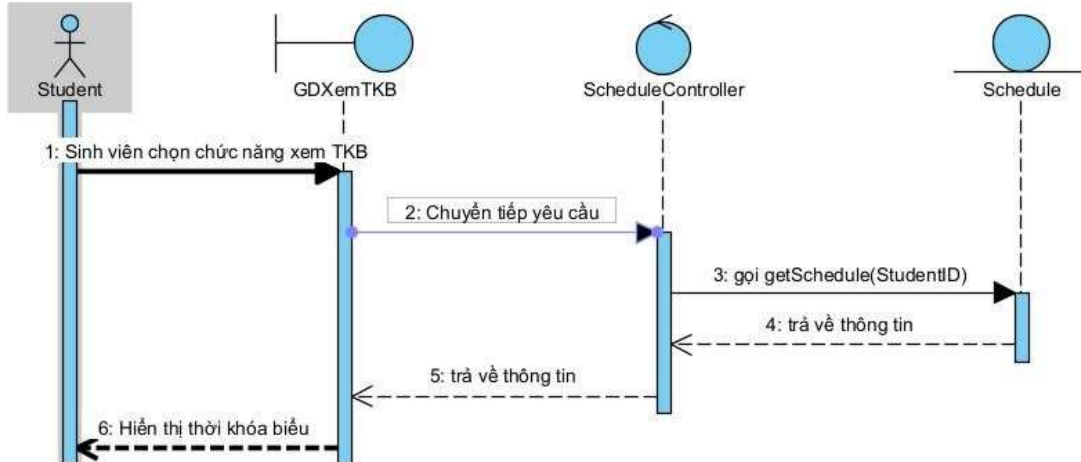 Student
GDXemTKB
ScheduleController
Schedule
1: Sinh viên chọn chức năng xem TKB
2: Chuyển tiếp yêu cầu
3: gọi getSchedule(StudentID)
4: trả về thông tin
5: trả về thông tin
6: Hiển thị thời khóa biểu